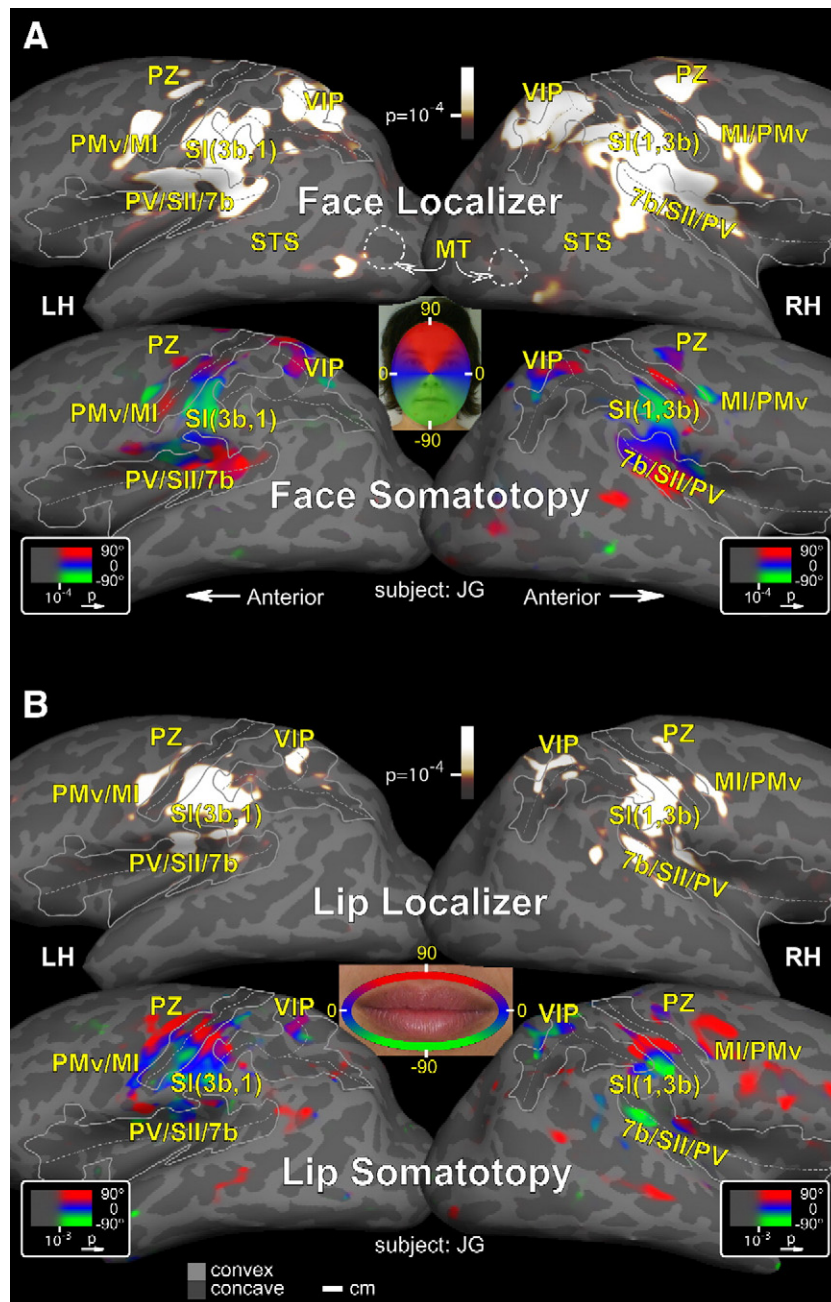 A
PZ VIP p=10⁻⁴ VIP PZ
PMv/MI SI(3b,1) SI(1,3b) MI/PMv
PV/SII/7b Face Localizer 7b/SII/PV
STS MT STS
LH 90 RH
PZ VIP 0 0 VIP PZ
PMv/MI SI(3b,1) -90 SI(1,3b) MI/PMv
PV/SII/7b 7b/SII/PV
Face Somatotopy
90°
0
-90°
10⁻⁴ p
Anterior subject: JG Anterior
90°
0
-90°
10⁻⁴ p
B
PZ VIP p=10⁻⁴ VIP PZ
PMv/MI SI(3b,1) SI(1,3b) MI/PMv
PV/SII/7b 7b/SII/PV
Lip Localizer
LH 90 RH
PZ VIP 0 0 VIP PZ
PMv/MI SI(3b,1) -90 SI(1,3b) MI/PMv
PV/SII/7b 7b/SII/PV
Lip Somatotopy
90°
0
-90°
10⁻³ p
subject: JG
90°
0
-90°
10⁻³ p
convex
concave cm